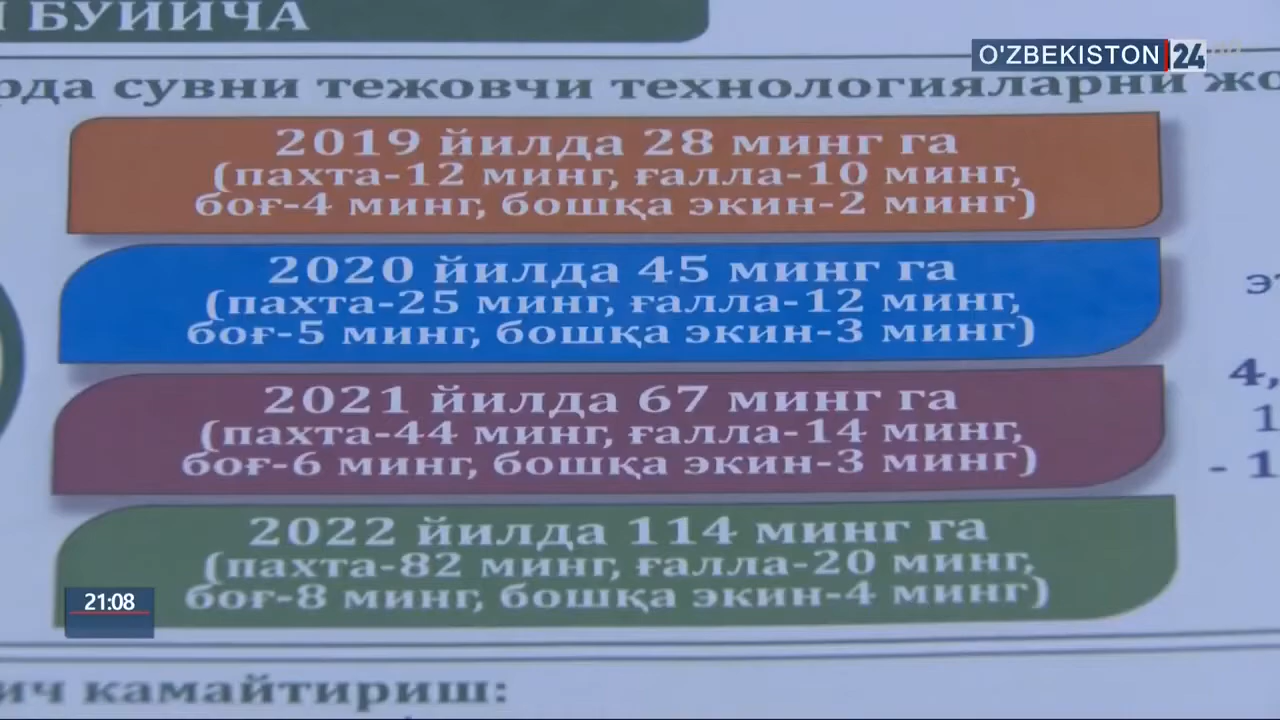 БЎЙИЧА
O'ZBEKISTON 24
сувни тежовчи технологияларни
2019 йилда 28 минг га
(пахта-12 минг, ғалла-10 минг,
боғ-4 минг, бошқа экин-2 минг)
2020 йилда 45 минг га
(пахта-25 минг, ғалла-12 минг,
боғ-5 минг, бошқа экин-3 минг)
2021 йилда 67 минг га
(пахта-44 минг, ғалла-14 минг,
боғ-6 минг, бошқа экин-3 минг)
2022 йилда 114 минг га
(пахта-82 минг, ғалла-20 минг,
боғ-8 минг, бошқа экин-4 минг)
21:08
камайтириш: